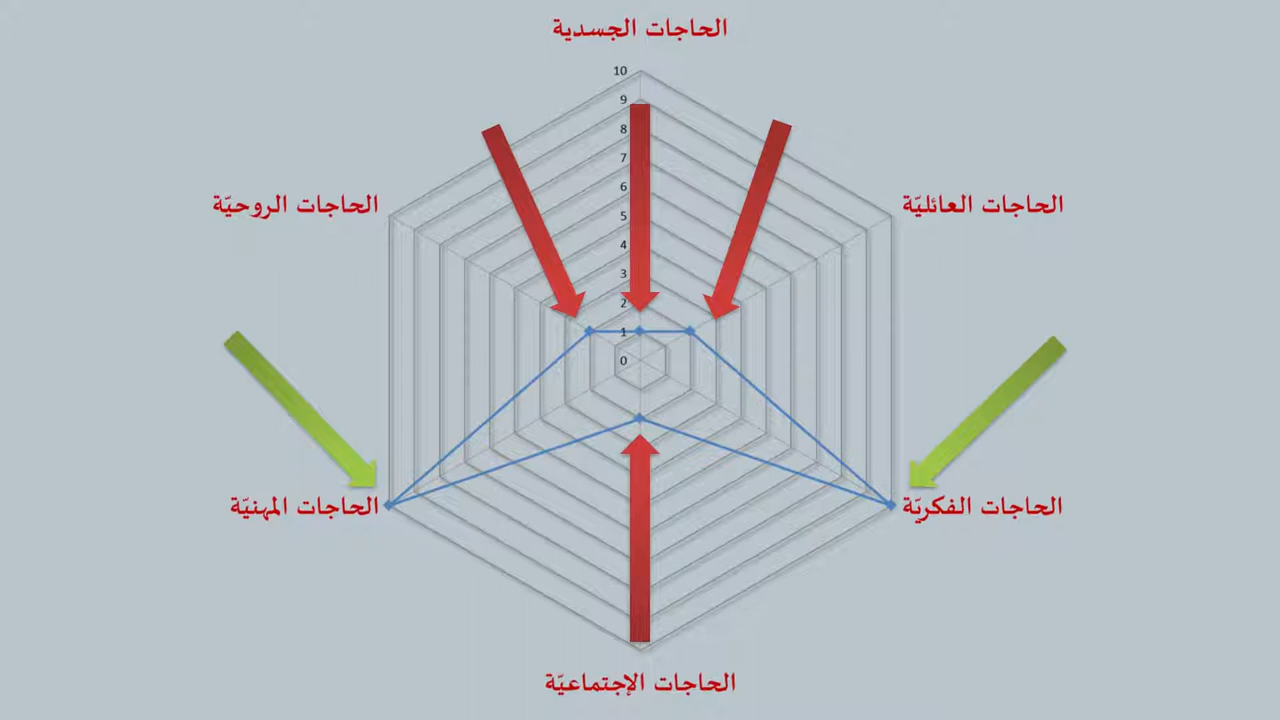 الحاجات الجسدية
10
9
8
7
6
5
4
3
2
1
0
الحاجات العائليّة
الحاجات الروحيّة
الحاجات الفكريّة
الحاجات المهنيّة
الحاجات الإجتماعيّة